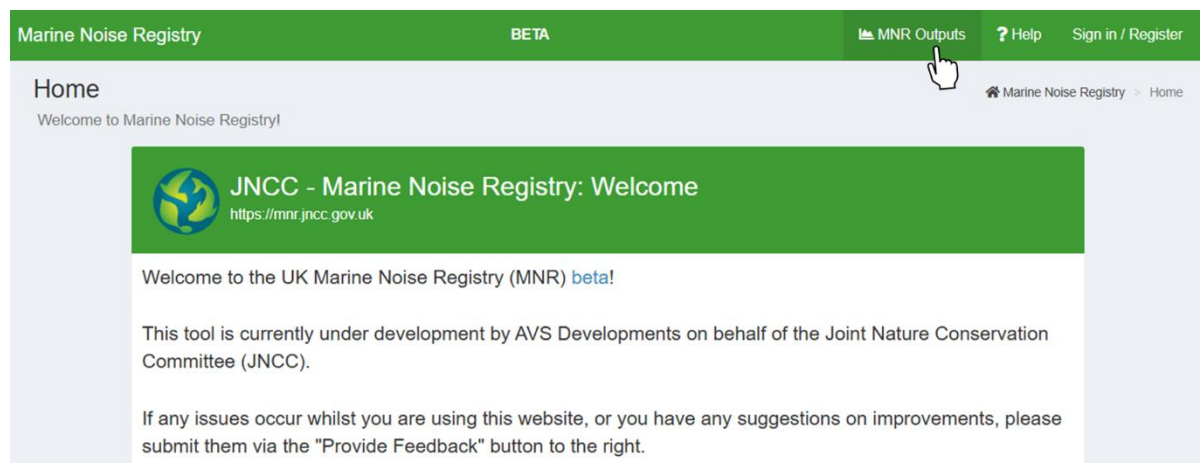 Marine Noise Registry BETA MNR Outputs ? Help Sign in / Register
Home
Marine Noise Registry > Home
Welcome to Marine Noise Registry!
JNCC - Marine Noise Registry: Welcome
https://mnr.jncc.gov.uk
Welcome to the UK Marine Noise Registry (MNR) beta!
This tool is currently under development by AVS Developments on behalf of the Joint Nature Conservation
Committee (JNCC).
If any issues occur whilst you are using this website, or you have any suggestions on improvements, please
submit them via the "Provide Feedback" button to the right.